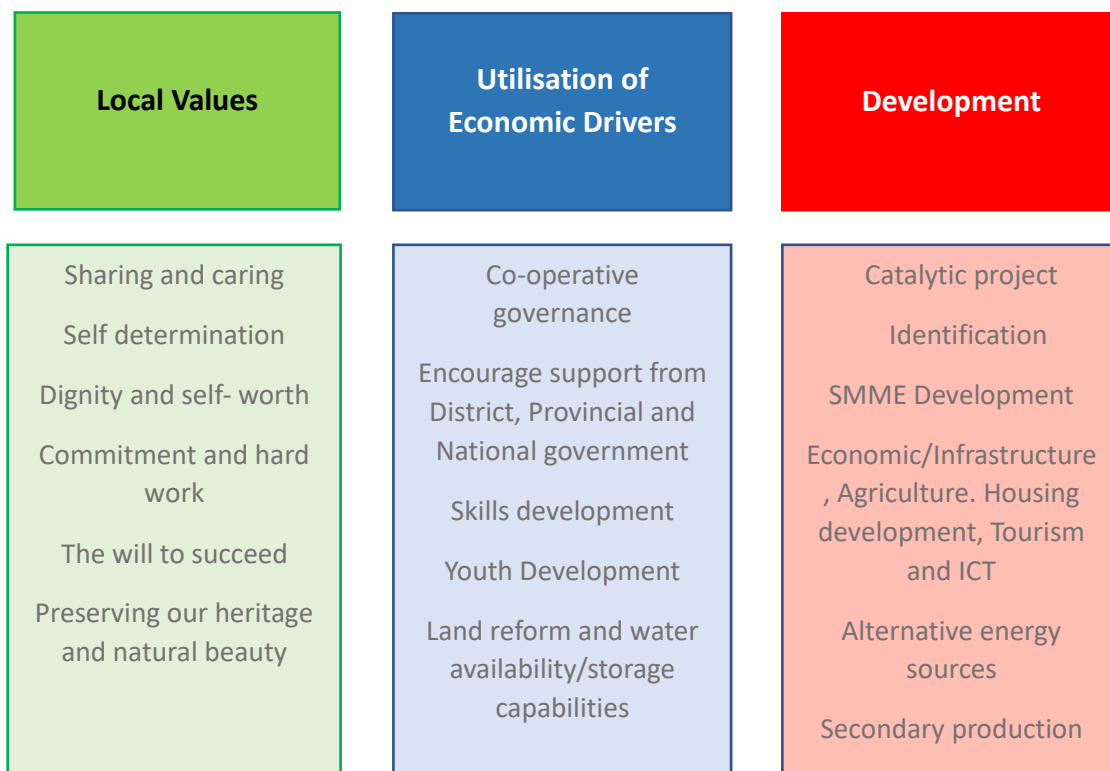 Local Values
Sharing and caring
Self determination
Dignity and self- worth
Commitment and hard
work
The will to succeed
Preserving our heritage
and natural beauty
Utilisation of
Economic Drivers
Co-operative
governance
Encourage support from
District, Provincial and
National government
Skills development
Youth Development
Land reform and water
availability/storage
capabilities
Development
Catalytic project
Identification
SMME Development
Economic/Infrastructure
, Agriculture. Housing
development, Tourism
and ICT
Alternative energy
sources
Secondary production